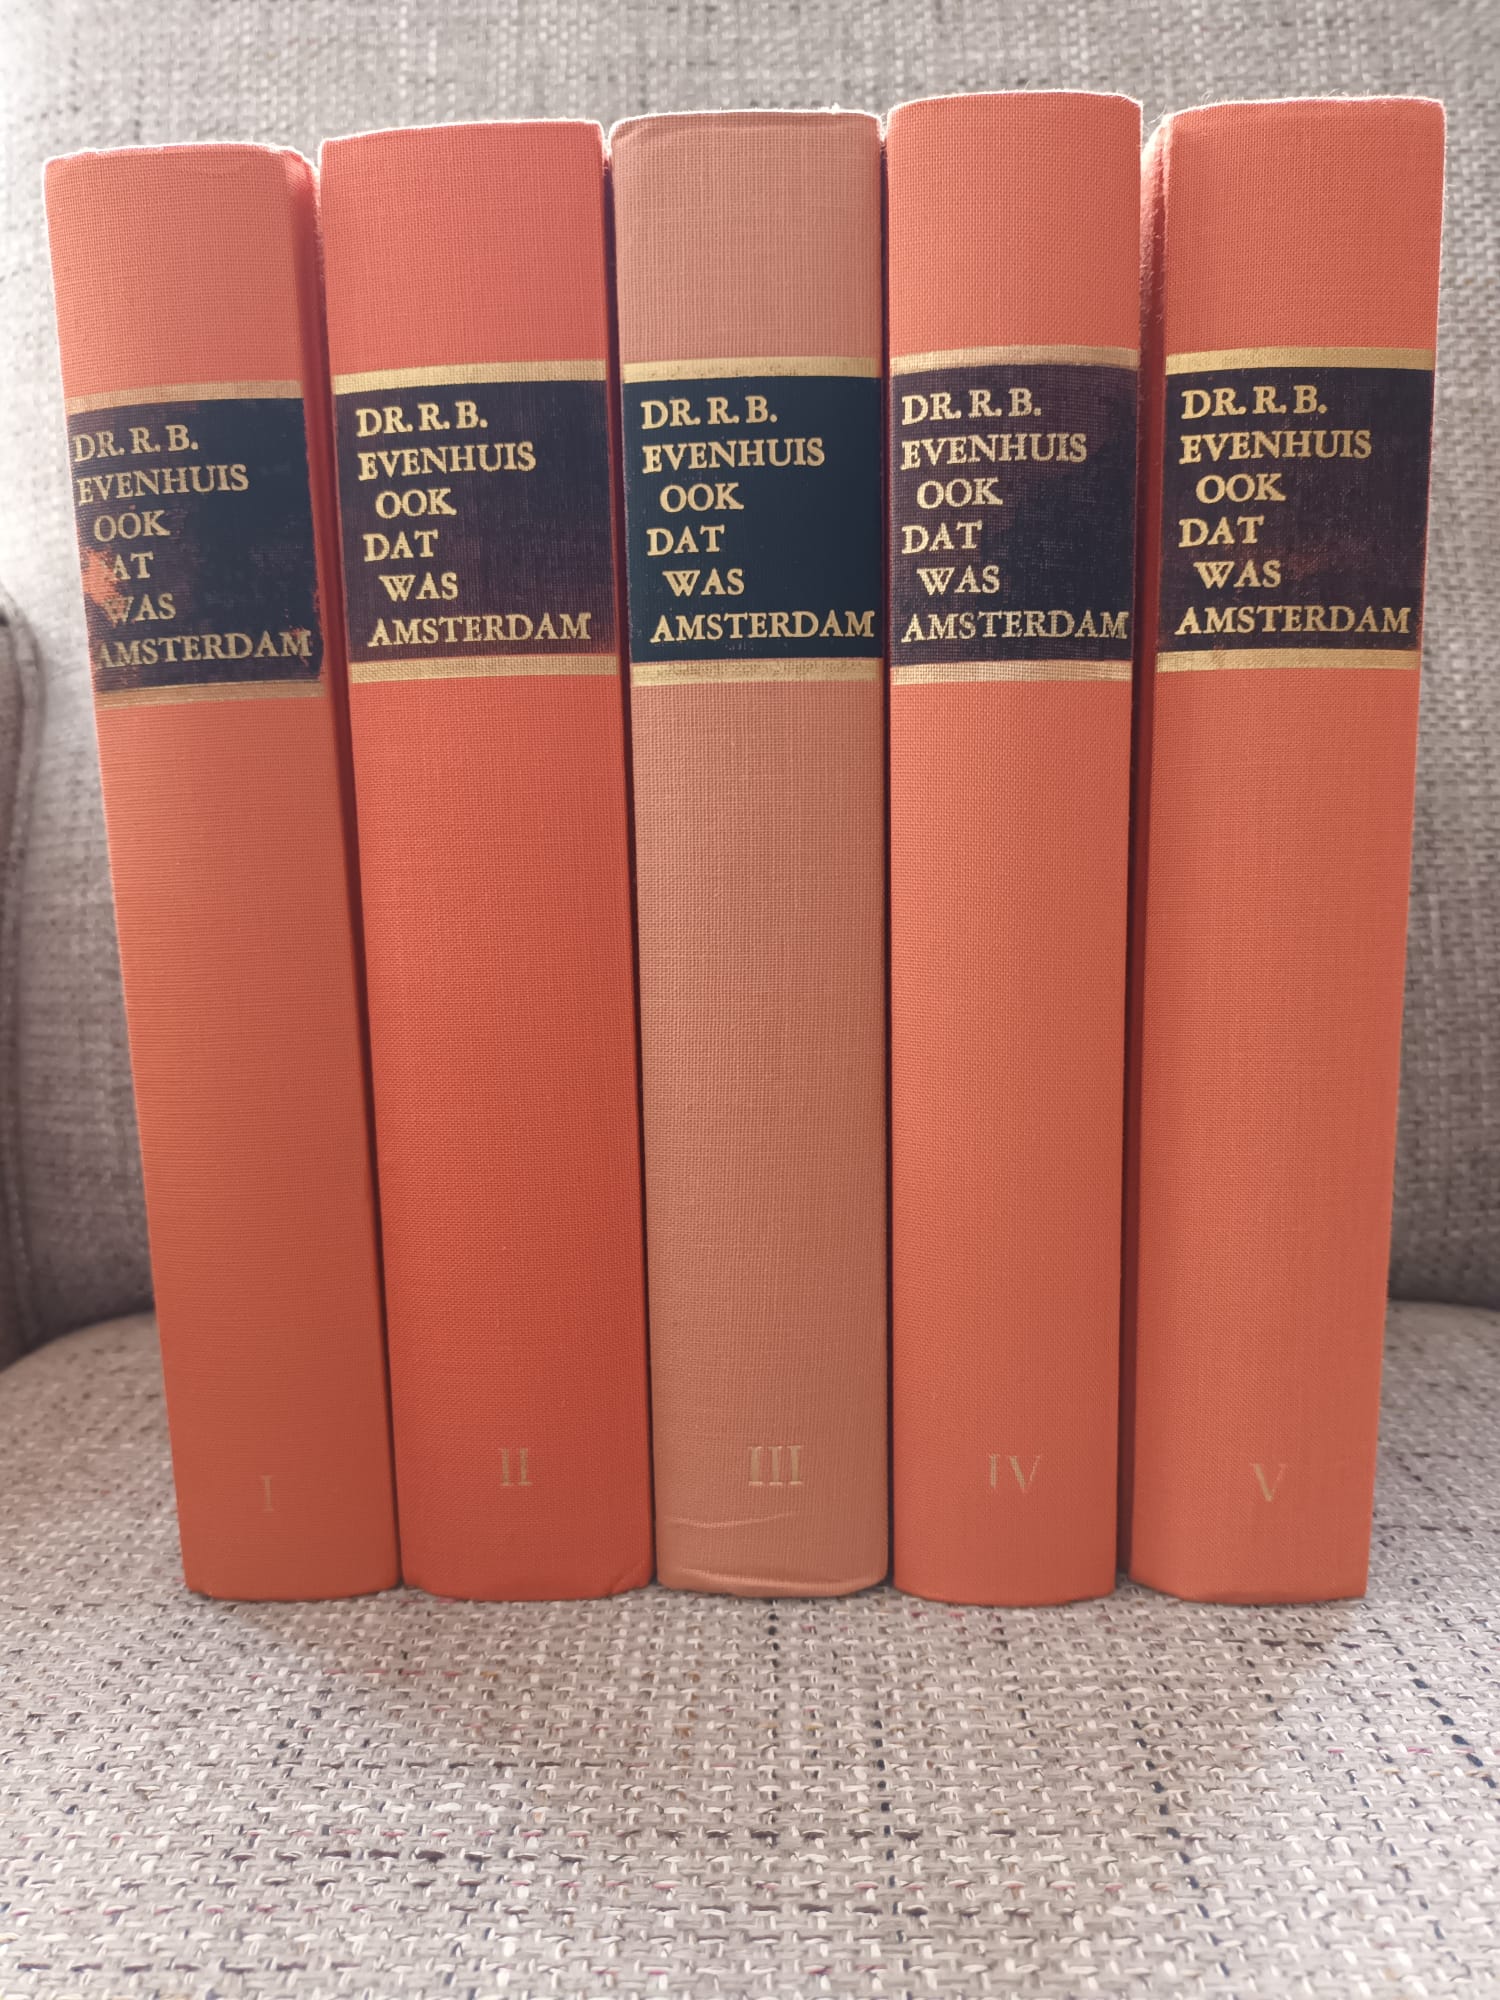 DR. R. B.
EVENHUIS
OOK
AT
WAS
AMSTERDAM
I
DR. R. B.
EVENHUIS
OOK
DAT
WAS
AMSTERDAM
II
DR. R. B.
EVENHUIS
OOK
DAT
WAS
AMSTERDAM
III
DR. R. B.
EVENHUIS
OOK
DAT
WAS
AMSTERDAM
IV
DR. R. B.
EVENHUIS
OOK
DAT
WAS
AMSTERDAM
V